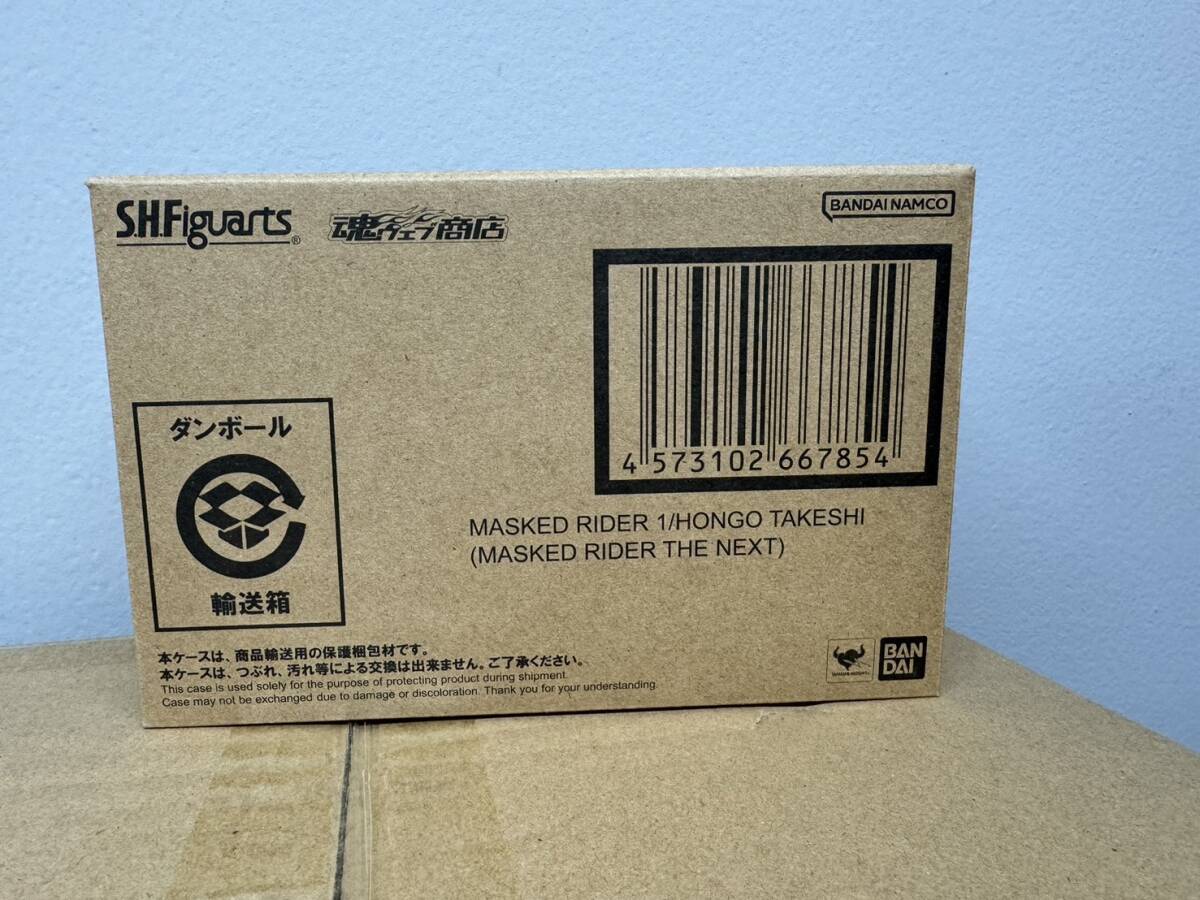 S.H.Figuarts®
魂ウェブ商店
BANDAI NAMCO
4 573102 667854
MASKED RIDER 1/HONGO TAKESHI
(MASKED RIDER THE NEXT)
ダンボール
輸送箱
本ケースは、商品輸送用の保護梱包材です。
本ケースは、つぶれ、汚れ等による交換は出来ません。ご了承ください。
This case is used solely for the purpose of protecting product during shipment.
Case may not be exchanged due to damage or discoloration. Thank you for your understanding.
BAN
DAI